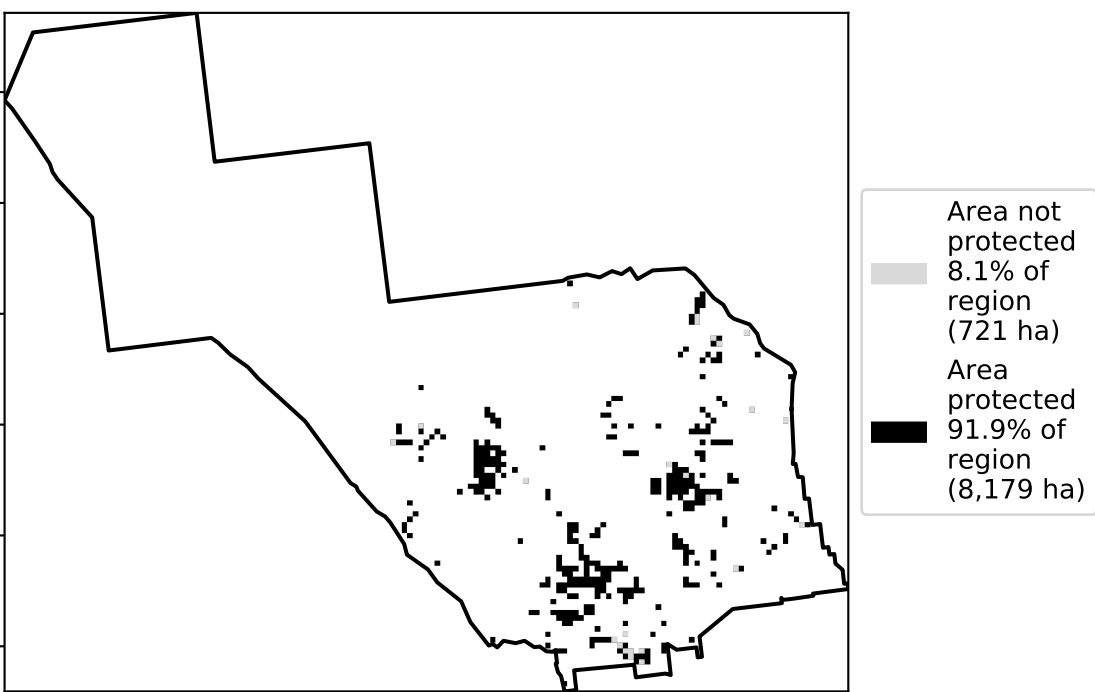 Area not
protected
8.1% of
region
(721 ha)
Area
protected
91.9% of
region
(8,179 ha)